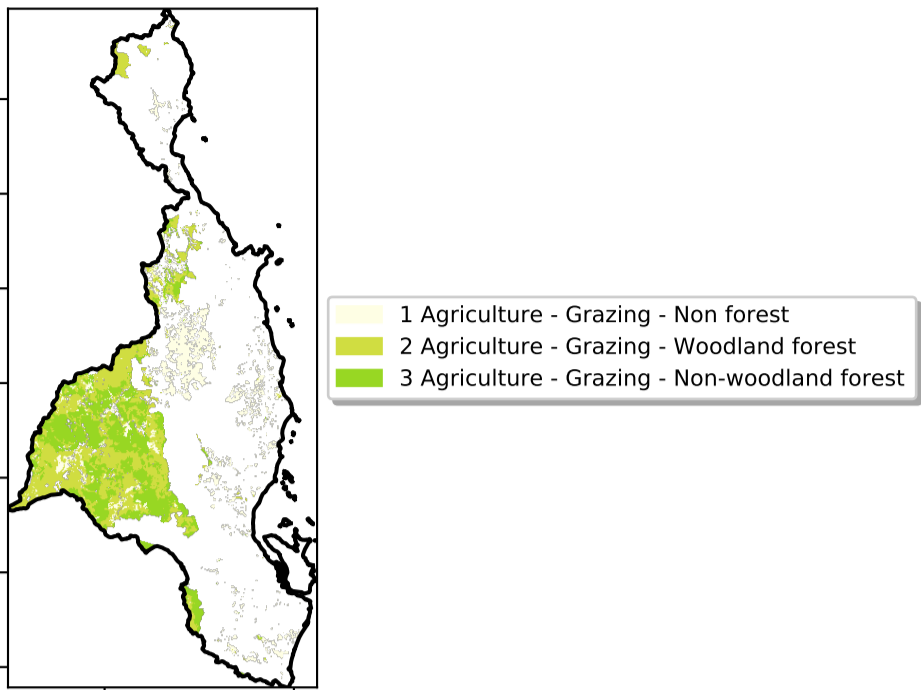 1 Agriculture - Grazing - Non forest
2 Agriculture - Grazing - Woodland forest
3 Agriculture - Grazing - Non-woodland forest